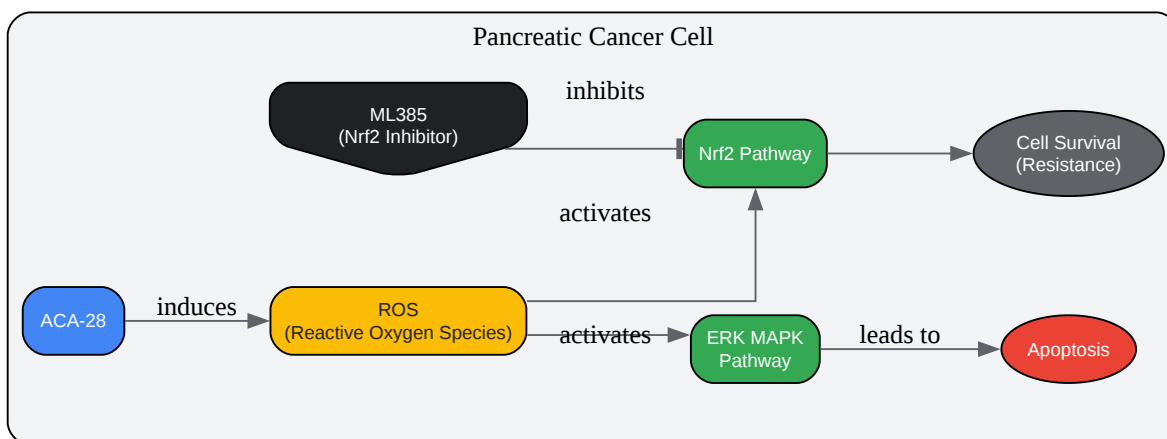 Pancreatic Cancer Cell
ML385
(Nrf2 Inhibitor)
inhibits
Nrf2 Pathway
Cell Survival
(Resistance)
activates
ACA-28
induces
ROS
(Reactive Oxygen Species)
activates
ERK MAPK
Pathway
leads to
Apoptosis